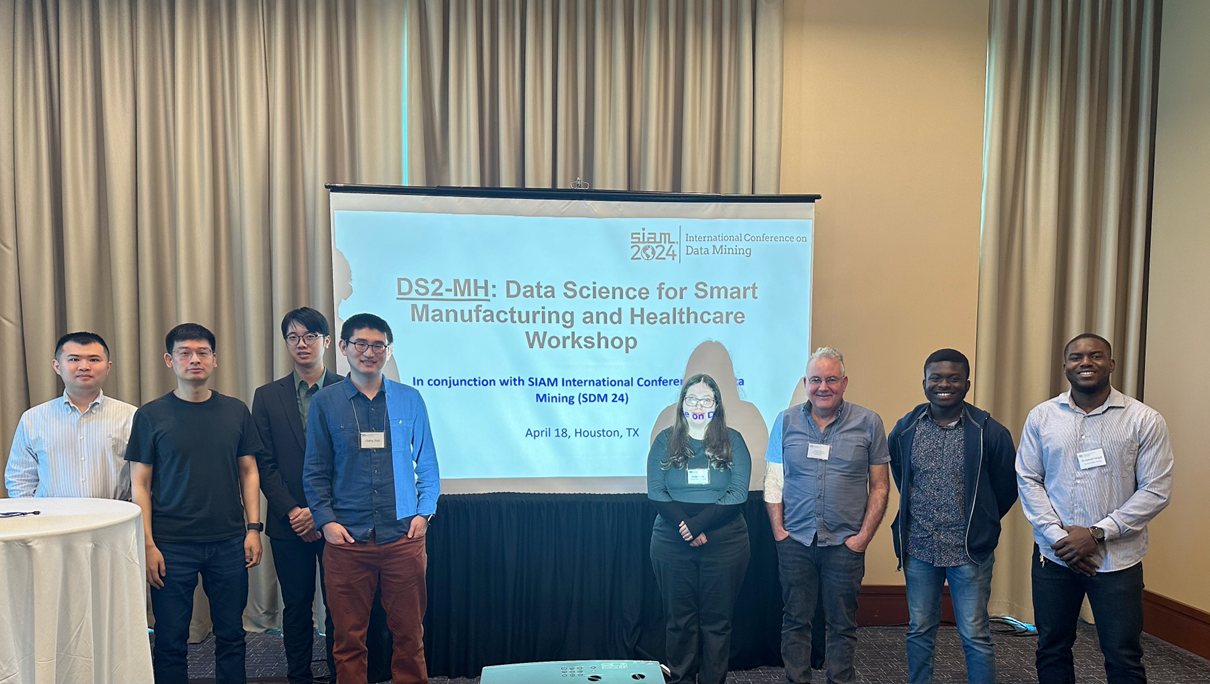 siam. International Conference on
2024 Data Mining
DS2-MH: Data Science for Smart
Manufacturing and Healthcare
Workshop
In conjunction with SIAM International Conference
Mining (SDM 24)
April 18, Houston, TX